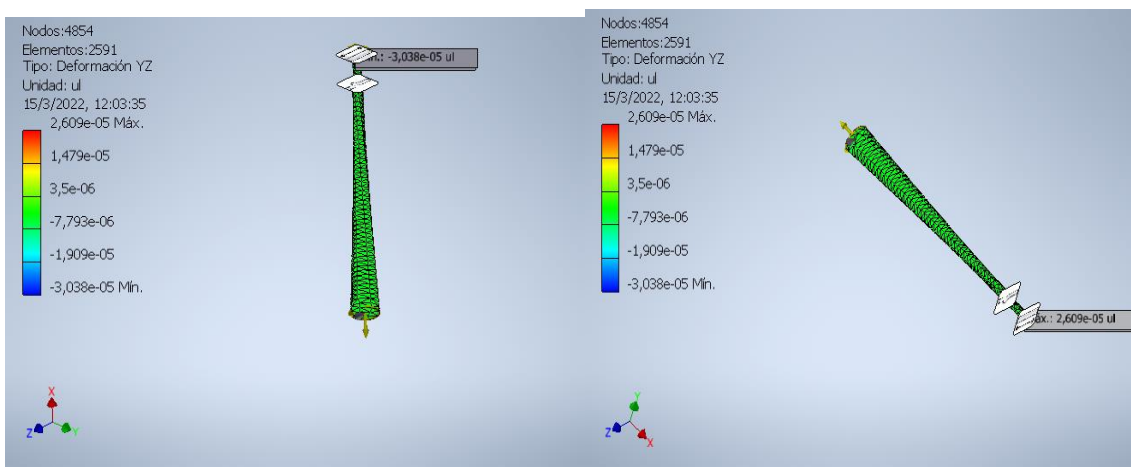 Nodos:4854
Elementos:2591
Tipo: Deformación YZ
Unidad: ul
15/3/2022, 12:03:35
2,609e-05 Máx.
1,479e-05
3,5e-06
-7,793e-06
-1,909e-05
-3,038e-05 Mín.
-3,038e-05 ul
X
Z
Y
Nodos:4854
Elementos:2591
Tipo: Deformación YZ
Unidad: ul
15/3/2022, 12:03:35
2,609e-05 Máx.
1,479e-05
3,5e-06
-7,793e-06
-1,909e-05
-3,038e-05 Mín.
2,609e-05 ul
Y
Z
X